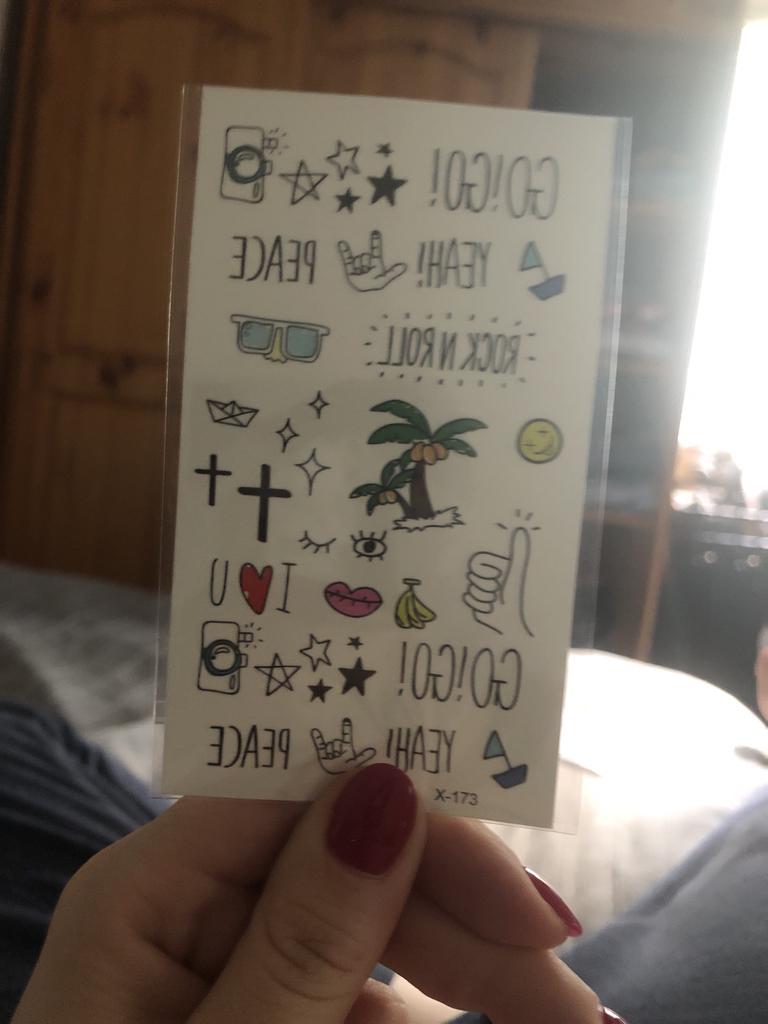 GO!GO!
YEAH! PEACE
ROCK N ROLL
I U
GO!GO!
YEAH! PEACE
X-173